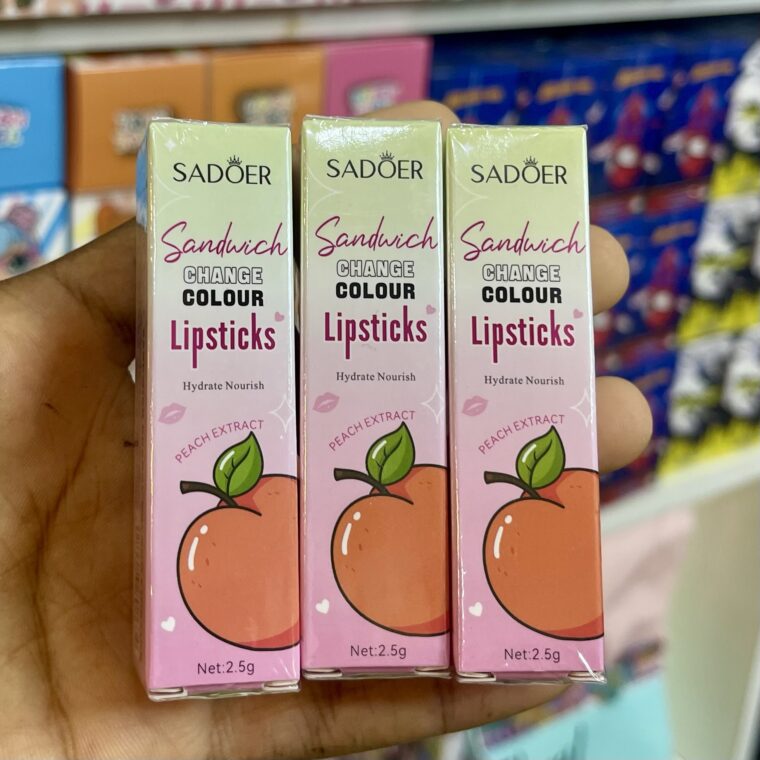 SADOER
Sandwich
CHANGE
COLOUR
Lipsticks
Hydrate Nourish
PEACH EXTRACT
Net:2.5g
SADOER
Sandwich
CHANGE
COLOUR
Lipsticks
Hydrate Nourish
PEACH EXTRACT
Net:2.5g
SADOER
Sandwich
CHANGE
COLOUR
Lipsticks
Hydrate Nourish
PEACH EXTRACT
Net:2.5g